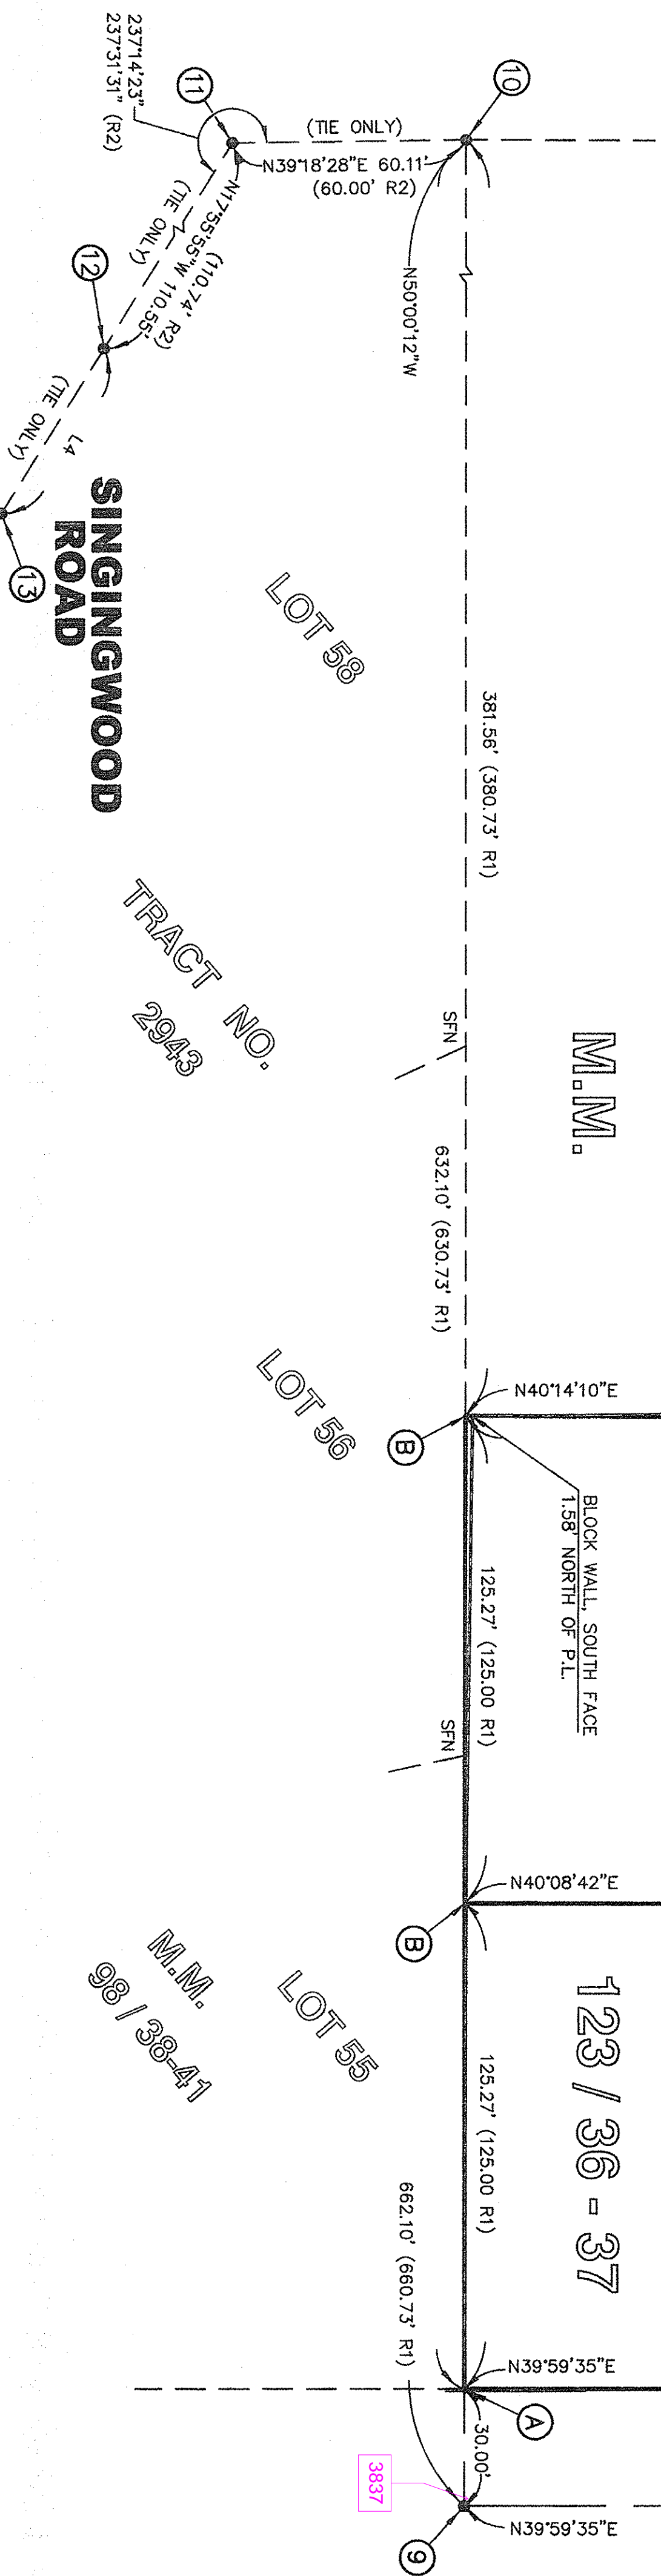 10
11
237°14'23"
237°31'31" (R2)
(TIE ONLY)
N39°18'28"E 60.11'
(60.00' R2)
N50°00'12"W
(110.74' R2)
N17°55'55"W 110.55'
(TIE ONLY)
12
L4
(TIE ONLY)
13
SINGINGWOOD
ROAD
LOT 58
381.56' (380.73' R1)
TRACT NO.
2943
SFN
M.M.
632.10' (630.73' R1)
N40°14'10"E
B
LOT 56
BLOCK WALL, SOUTH FACE
1.58' NORTH OF P.L.
125.27' (125.00 R1)
SFN
N40°08'42"E
B
M.M.
98 / 38-41
LOT 55
123 / 36 - 37
125.27' (125.00 R1)
662.10' (660.73' R1)
N39°59'35"E
A
30.00'
3837
N39°59'35"E
9